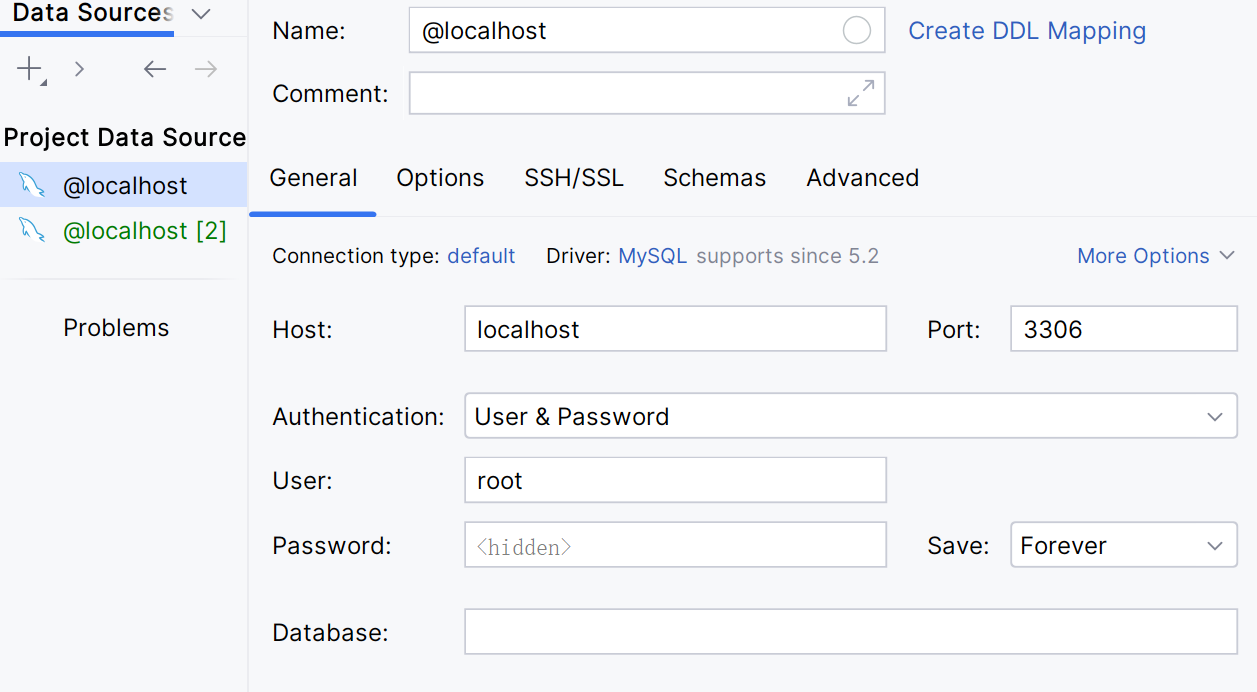 Data Sources
Project Data Source
@localhost
@localhost [2]
Problems
Name: @localhost Create DDL Mapping
Comment:
General Options SSH/SSL Schemas Advanced
Connection type: default Driver: MySQL supports since 5.2 More Options
Host: localhost Port: 3306
Authentication: User & Password
User: root
Password: <hidden> Save: Forever
Database: